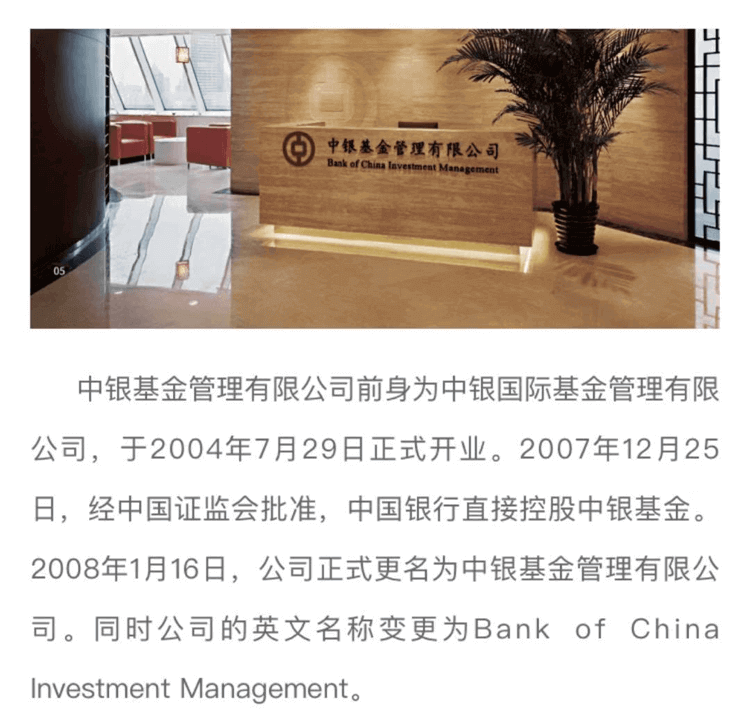 中银基金管理有限公司
Bank of China Investment Management
05
中银基金管理有限公司前身为中银国际基金管理有限
公司，于2004年7月29日正式开业。2007年12月25
日，经中国证监会批准，中国银行直接控股中银基金。
2008年1月16日，公司正式更名为中银基金管理有限公
司。同时公司的英文名称变更为Bank of China
Investment Management。